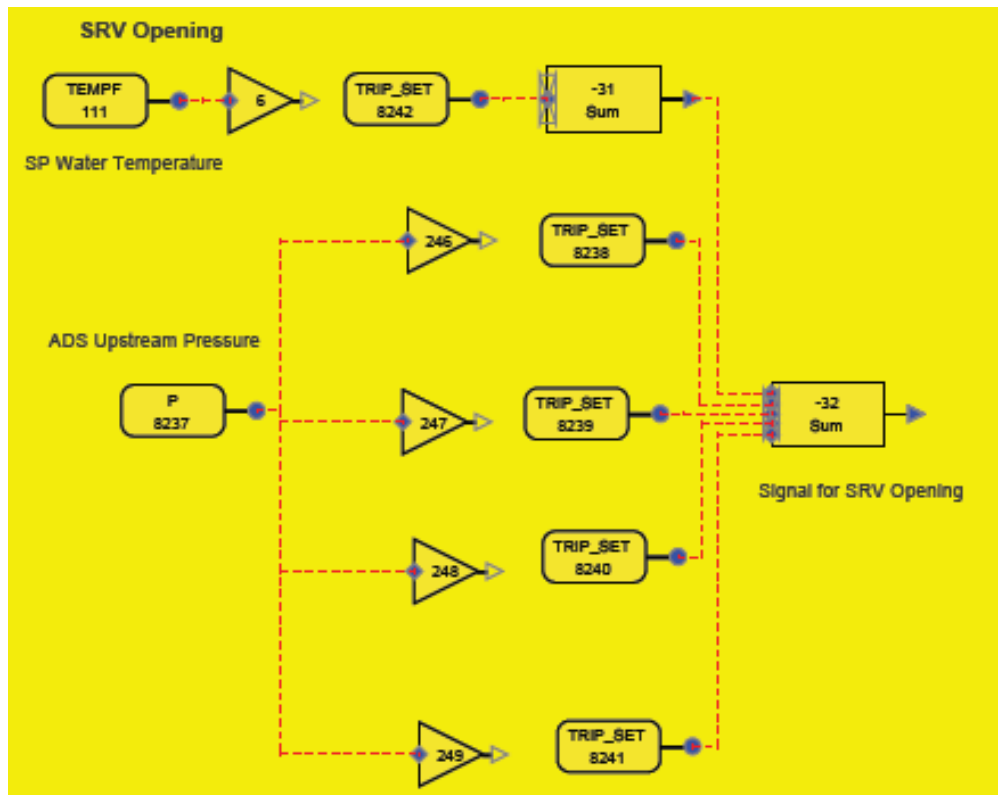 SRV Opening
TEMPF
111
6
TRIP_SET
8242
-31
Sum
SP Water Temperature
246
TRIP_SET
8238
ADS Upstream Pressure
P
8237
247
TRIP_SET
8239
-32
Sum
Signal for SRV Opening
248
TRIP_SET
8240
249
TRIP_SET
8241